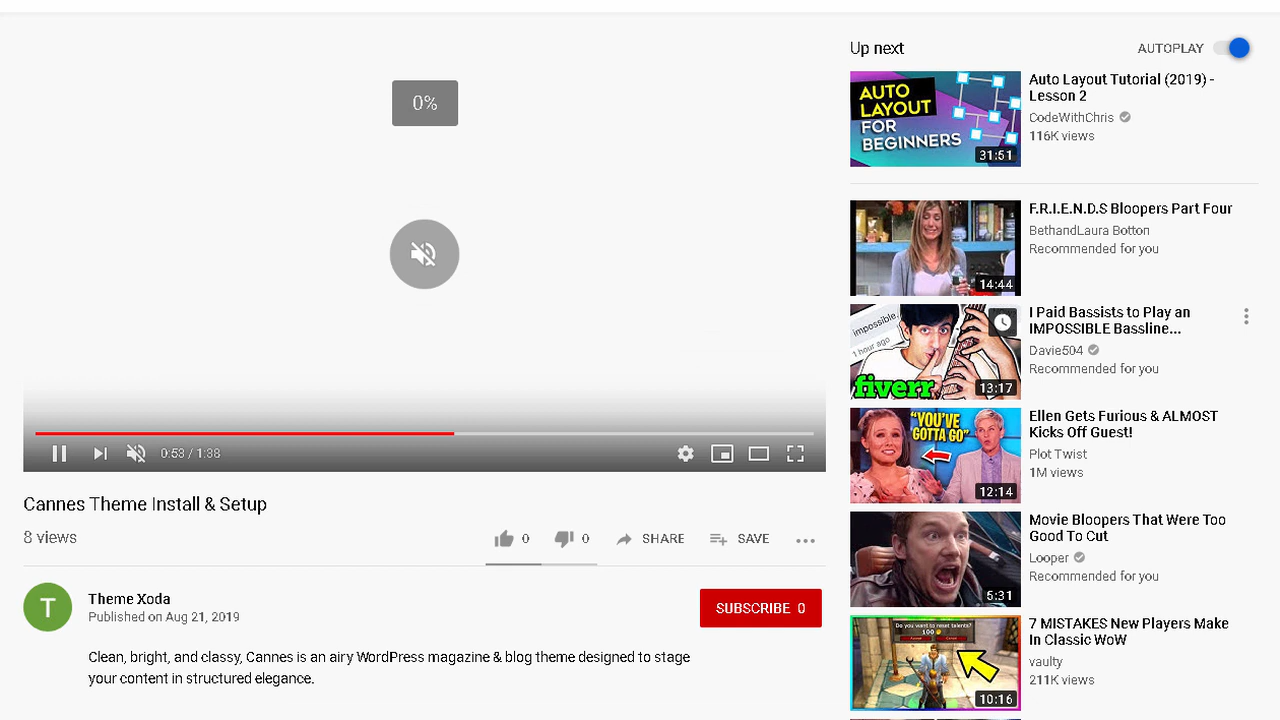 Up next
AUTOPLAY
0%
AUTO
LAYOUT
FOR
BEGINNERS
31:51
Auto Layout Tutorial (2019) -
Lesson 2
CodeWithChris
116K views
14:44
F.R.I.E.N.D.S Bloopers Part Four
BethandLaura Botton
Recommended for you
impossible.
1 hour ago
fiverr
13:17
I Paid Bassists to Play an
IMPOSSIBLE Bassline...
Davie504
Recommended for you
"YOU'VE
GOTTA GO"
12:14
Ellen Gets Furious & ALMOST
Kicks Off Guest!
Plot Twist
1M views
0:53 / 1:38
Cannes Theme Install & Setup
8 views
0 0 SHARE SAVE
5:31
Movie Bloopers That Were Too
Good To Cut
Looper
Recommended for you
T
Theme Xoda
Published on Aug 21, 2019
SUBSCRIBE 0
Clean, bright, and classy, Cannes is an airy WordPress magazine & blog theme designed to stage
your content in structured elegance.
Do you want to reset talents?
100
10:16
7 MISTAKES New Players Make
In Classic WoW
vaulty
211K views